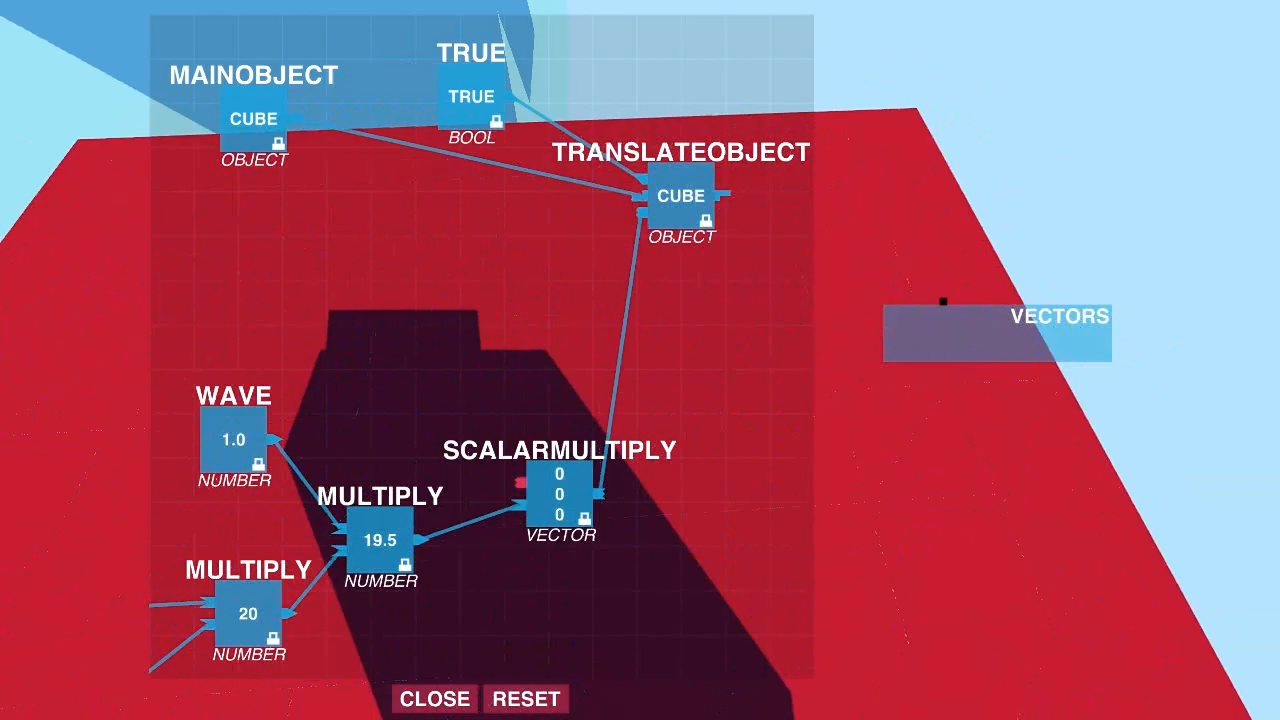 TRUE
MAINOBJECT
TRUE
CUBE
BOOL
OBJECT
TRANSLATEOBJECT
CUBE
OBJECT
VECTORS
WAVE
1.0
NUMBER
SCALARMULTIPLY
0
0
0
VECTOR
MULTIPLY
19.5
NUMBER
MULTIPLY
20
NUMBER
CLOSE RESET